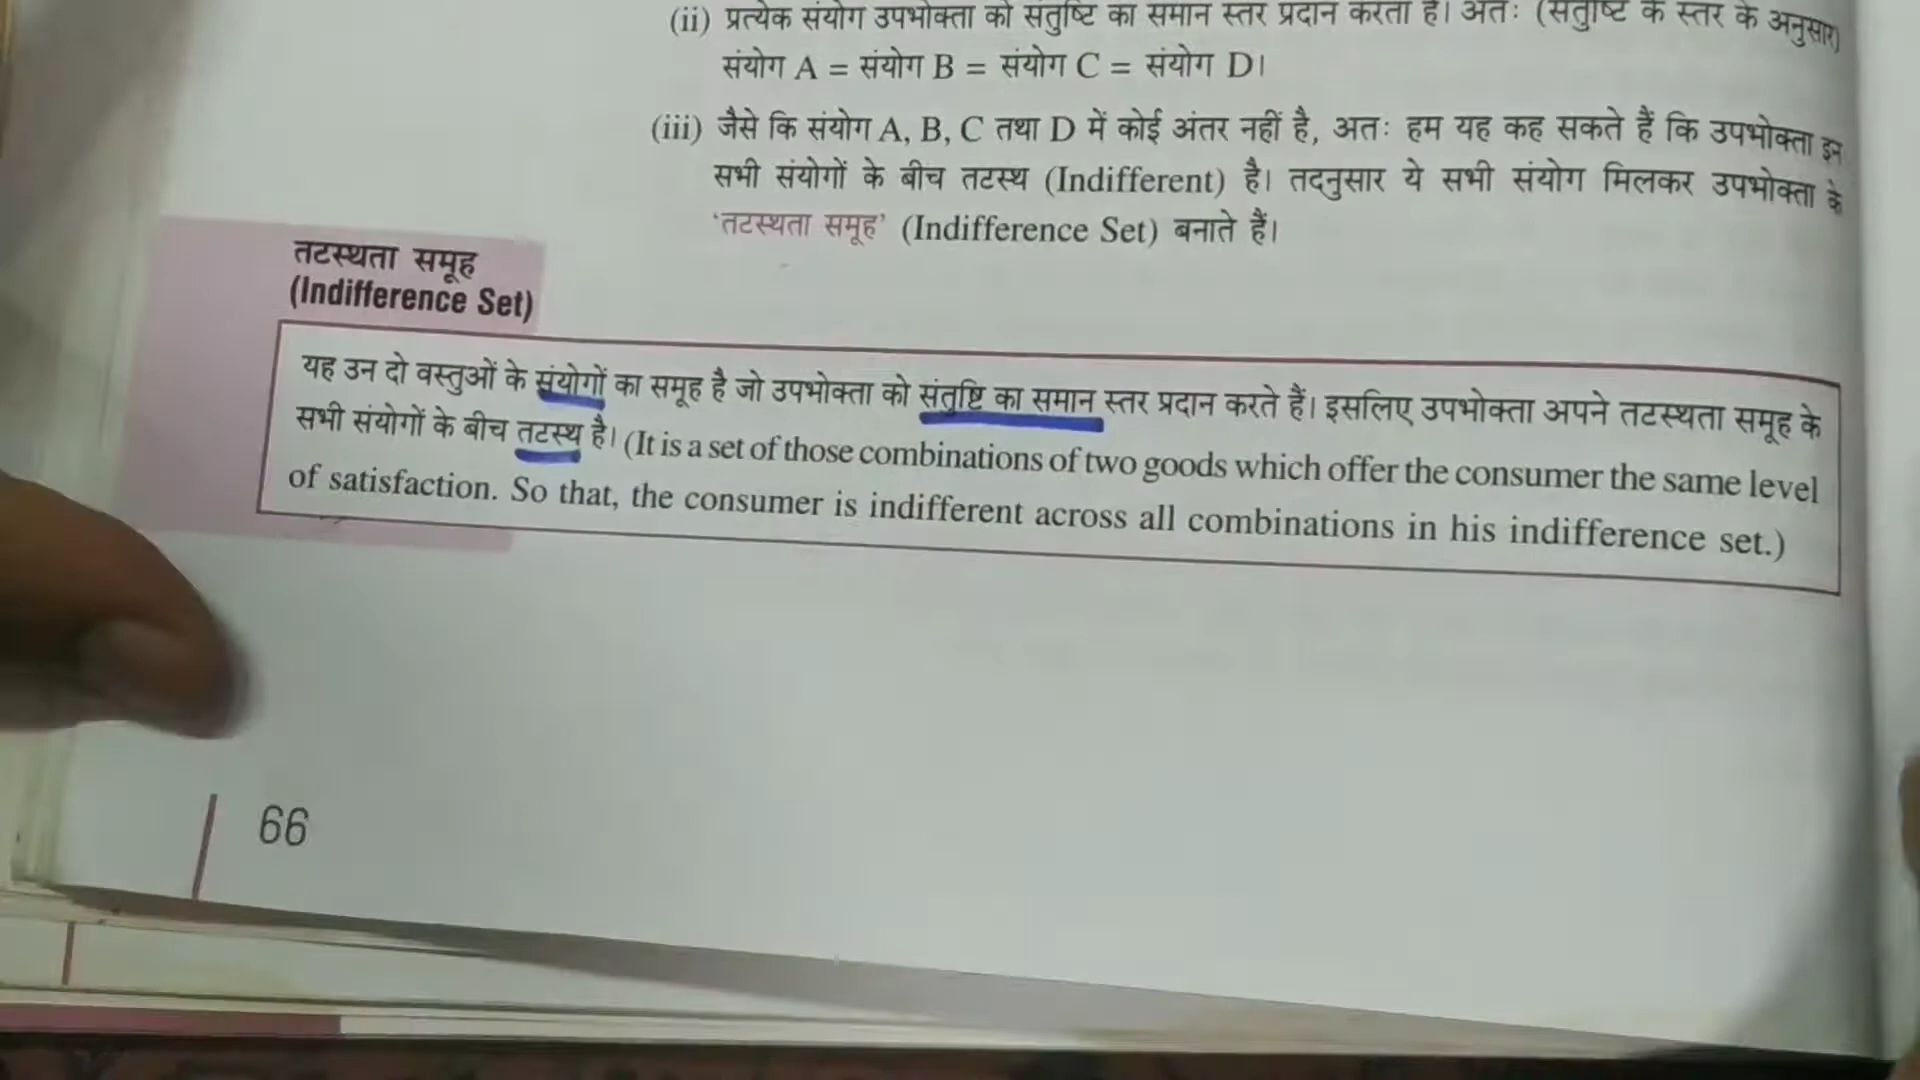 (ii) प्रत्येक संयोग उपभोक्ता को संतुष्टि का समान स्तर प्रदान करता है। अतः (संतुष्टि के स्तर के अनुसार)
संयोग A = संयोग B = संयोग C = संयोग D।
(iii) जैसे कि संयोग A, B, C तथा D में कोई अंतर नहीं है, अतः हम यह कह सकते हैं कि उपभोक्ता इन
सभी संयोगों के बीच तटस्थ (Indifferent) है। तद्नुसार ये सभी संयोग मिलकर उपभोक्ता के
'तटस्थता समूह' (Indifference Set) बनाते हैं।
तटस्थता समूह
(Indifference Set)
यह उन दो वस्तुओं के संयोगों का समूह है जो उपभोक्ता को संतुष्टि का समान स्तर प्रदान करते हैं। इसलिए उपभोक्ता अपने तटस्थता समूह के
सभी संयोगों के बीच तटस्थ है। (It is a set of those combinations of two goods which offer the consumer the same level
of satisfaction. So that, the consumer is indifferent across all combinations in his indifference set.)
66